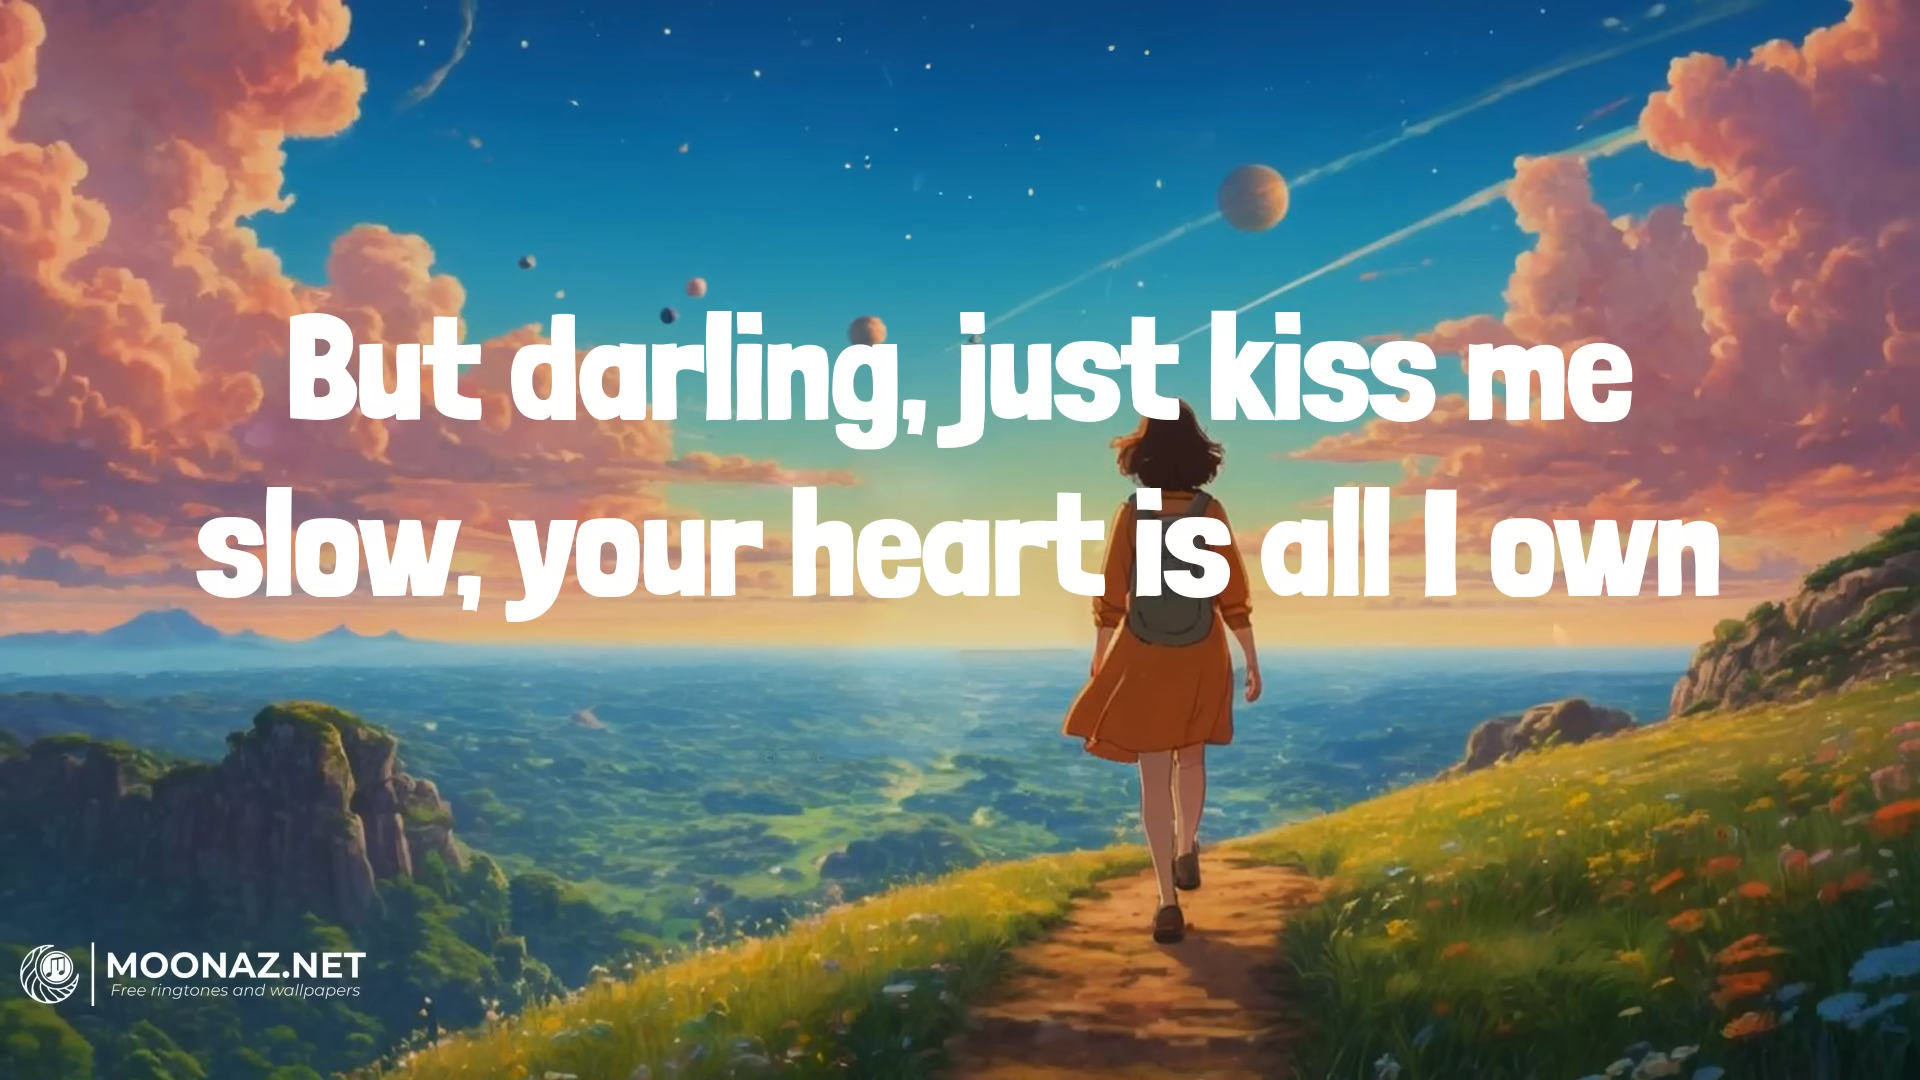 But darling, just kiss me
slow, your heart is all I own
MOONAZ.NET
Free ringtones and wallpapers